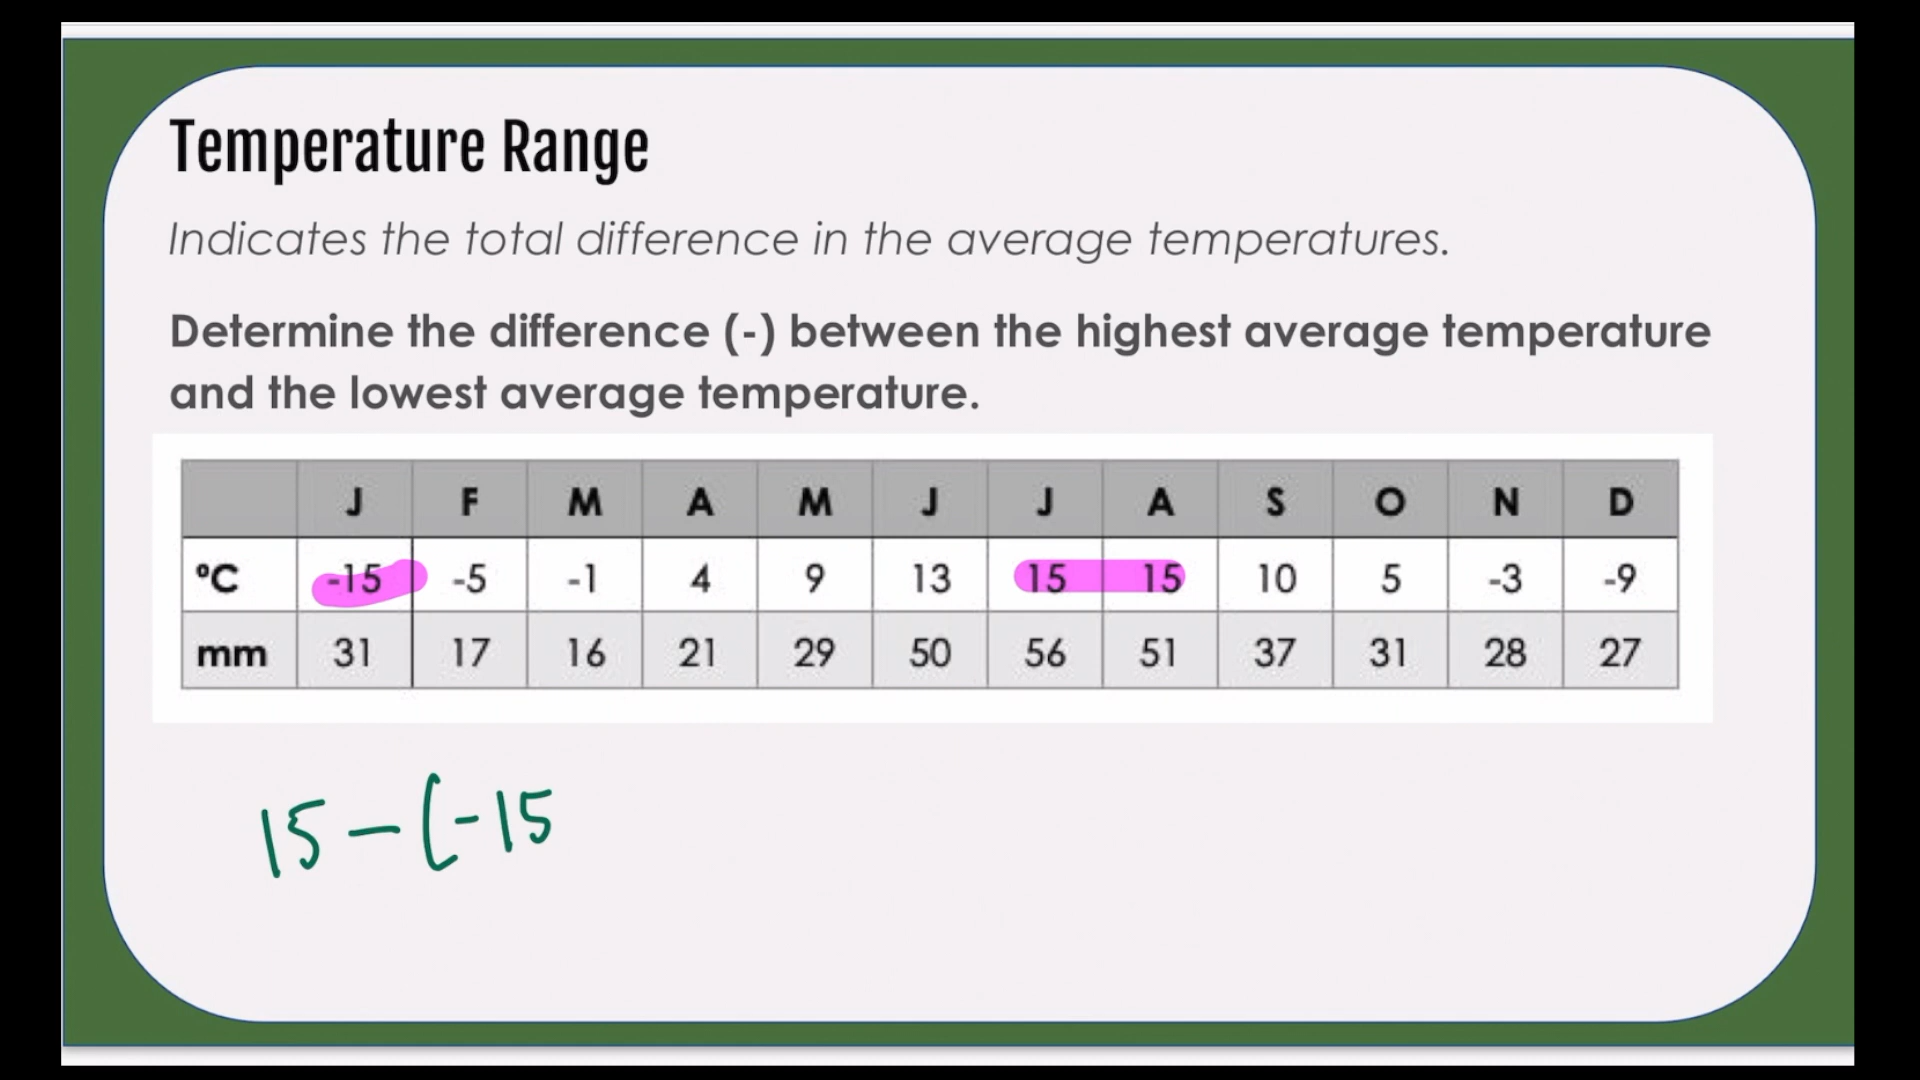 Temperature Range
Indicates the total difference in the average temperatures.
Determine the difference (-) between the highest average temperature
and the lowest average temperature.
J F M A M J J A S O N D
ºC -15 -5 -1 4 9 13 15 15 10 5 -3 -9
mm 31 17 16 21 29 50 56 51 37 31 28 27
15 - (-15